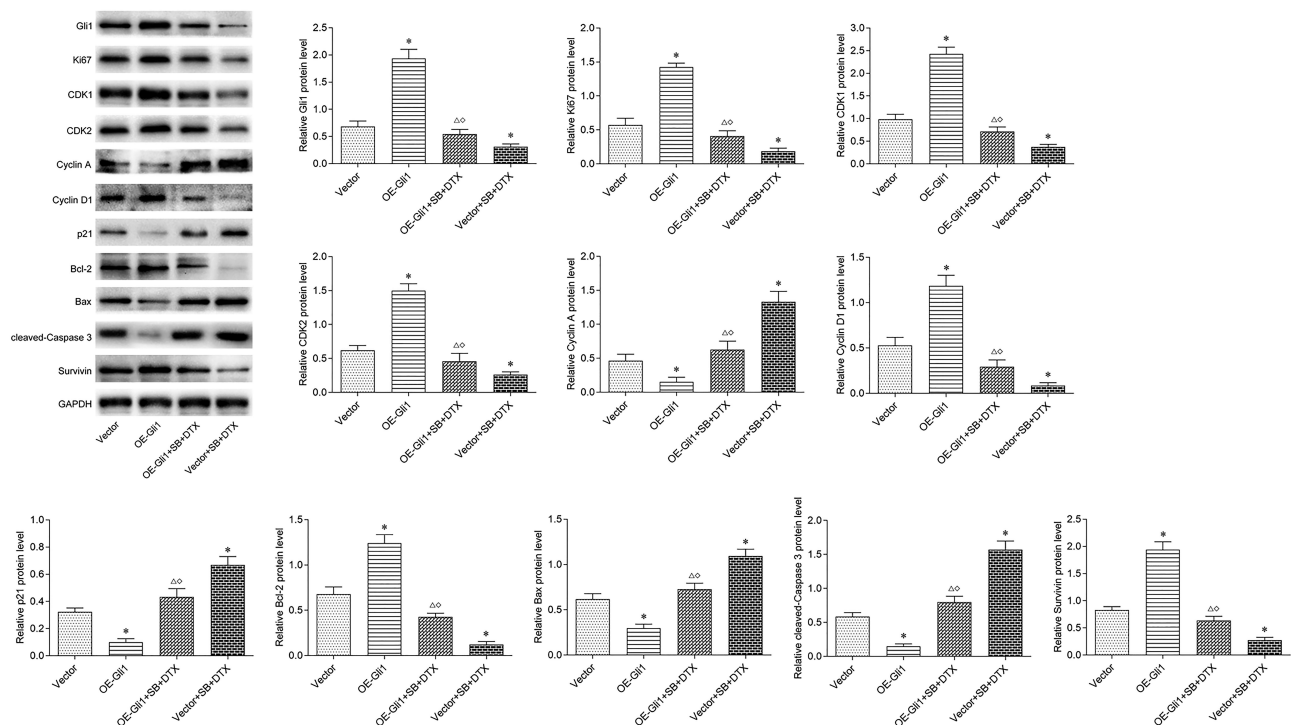 Gli1
Ki67
CDK1
CDK2
Cyclin A
Cyclin D1
p21
Bcl-2
Bax
cleaved-Caspase 3
Survivin
GAPDH
Vector
OE-Gli1
OE-Gli1+SB+DTX
Vector+SB+DTX
Relative Gli1 protein level
2.5
2.0
1.5
1.0
0.5
0.0
*
△◇
*
Vector
OE-Gli1
OE-Gli1+SB+DTX
Vector+SB+DTX
Relative Ki67 protein level
2.0
1.5
1.0
0.5
0.0
*
△◇
*
Vector
OE-Gli1
OE-Gli1+SB+DTX
Vector+SB+DTX
Relative CDK1 protein level
3.0
2.5
2.0
1.5
1.0
0.5
0.0
*
△◇
*
Vector
OE-Gli1
OE-Gli1+SB+DTX
Vector+SB+DTX
Relative CDK2 protein level
2.0
1.5
1.0
0.5
0.0
*
△◇
*
Vector
OE-Gli1
OE-Gli1+SB+DTX
Vector+SB+DTX
Relative Cyclin A protein level
2.0
1.5
1.0
0.5
0.0
*
△◇
*
Vector
OE-Gli1
OE-Gli1+SB+DTX
Vector+SB+DTX
Relative Cyclin D1 protein level
1.5
1.0
0.5
0.0
*
△◇
*
Vector
OE-Gli1
OE-Gli1+SB+DTX
Vector+SB+DTX
Relative p21 protein level
1.0
0.8
0.6
0.4
0.2
0.0
*
△◇
*
Vector
OE-Gli1
OE-Gli1+SB+DTX
Vector+SB+DTX
Relative Bcl-2 protein level
1.5
1.0
0.5
0.0
*
△◇
*
Vector
OE-Gli1
OE-Gli1+SB+DTX
Vector+SB+DTX
Relative Bax protein level
1.5
1.0
0.5
0.0
*
△◇
*
Vector
OE-Gli1
OE-Gli1+SB+DTX
Vector+SB+DTX
Relative cleaved-Caspase 3 protein level
2.0
1.5
1.0
0.5
0.0
*
△◇
*
Vector
OE-Gli1
OE-Gli1+SB+DTX
Vector+SB+DTX
Relative Survivin protein level
2.5
2.0
1.5
1.0
0.5
0.0
*
△◇
*
Vector
OE-Gli1
OE-Gli1+SB+DTX
Vector+SB+DTX